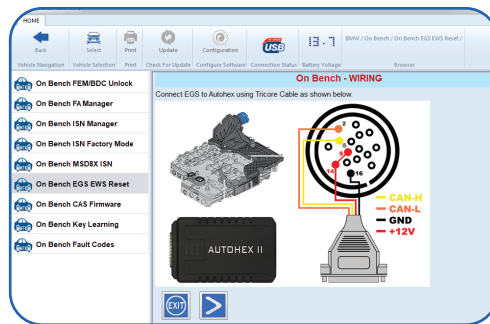 HOME
Back
Select
Print
Update
Configuration
USB
13.7
BMW / On Bench / On Bench EGS EWS Reset /
Vehicle Navigation
Vehicle Selection
Print
Check For Update
Configure Software
Connection Status
Battery Voltage
Browser
On Bench FEM/BDC Unlock
On Bench FA Manager
On Bench ISN Manager
On Bench ISN Factory Mode
On Bench MSD8X ISN
On Bench EGS EWS Reset
On Bench CAS Firmware
On Bench Key Learning
On Bench Fault Codes
On Bench - WIRING
Connect EGS to Autohex using Tricore Cable as shown below.
2
8
9
14
16
CAN-H
CAN-L
GND
+12V
AUTOHEX II
EXIT